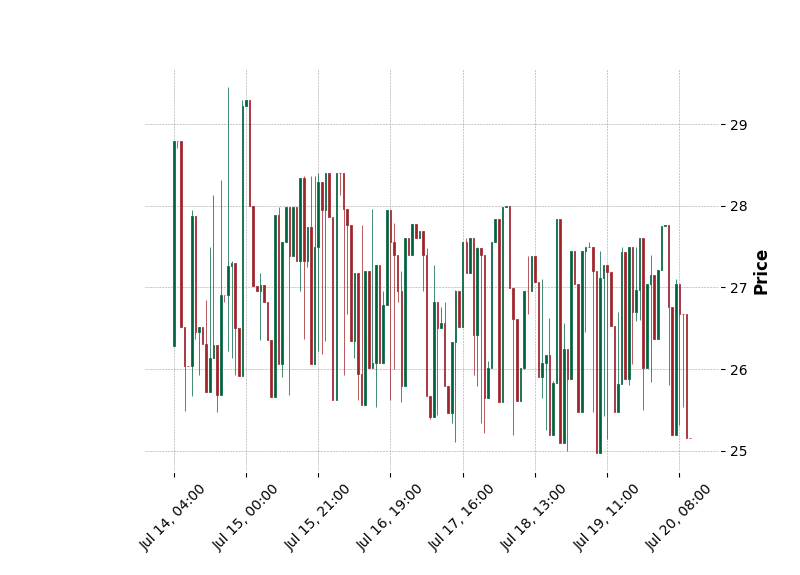 29
28
27
26
25
Price
Jul 14, 04:00
Jul 15, 00:00
Jul 15, 21:00
Jul 16, 19:00
Jul 17, 16:00
Jul 18, 13:00
Jul 19, 11:00
Jul 20, 08:00